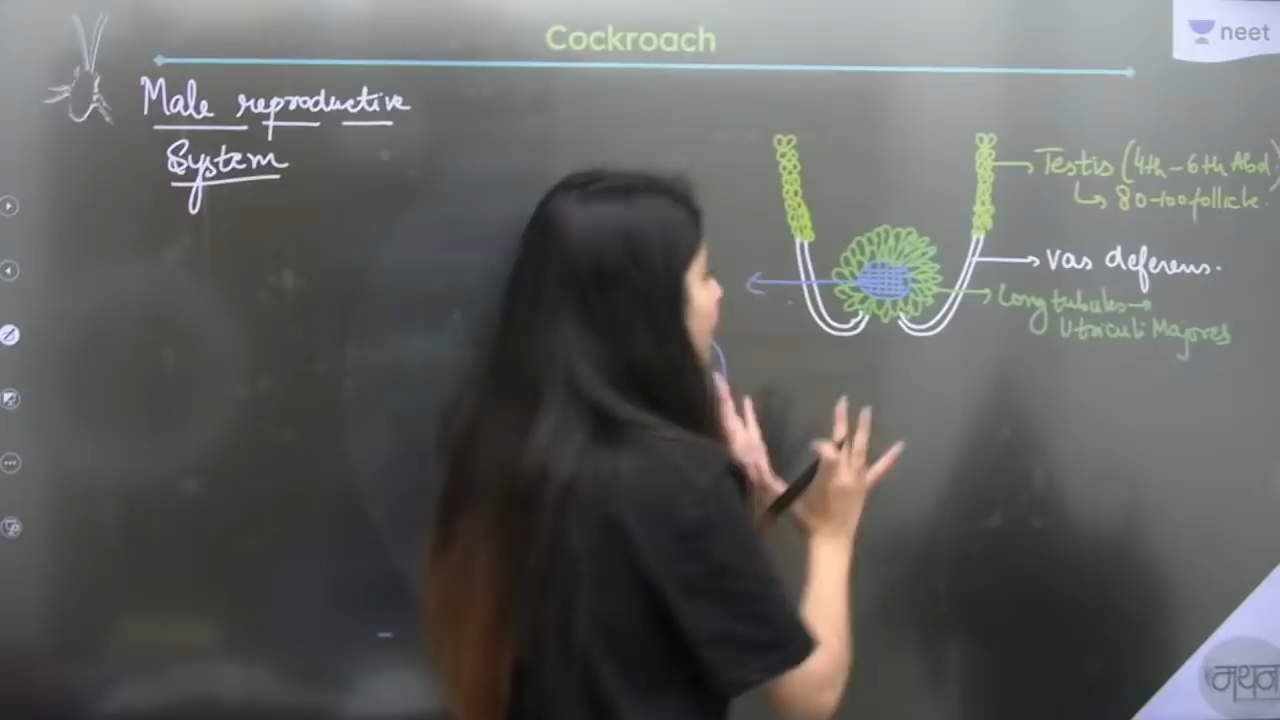 Cockroach
neet
Male reproductive
System
Testis (4th-6th Abd)
↳ 80-100 follicle.
→ Vas deferens.
→ Long tubules →
Utriculi Majores
मंथन